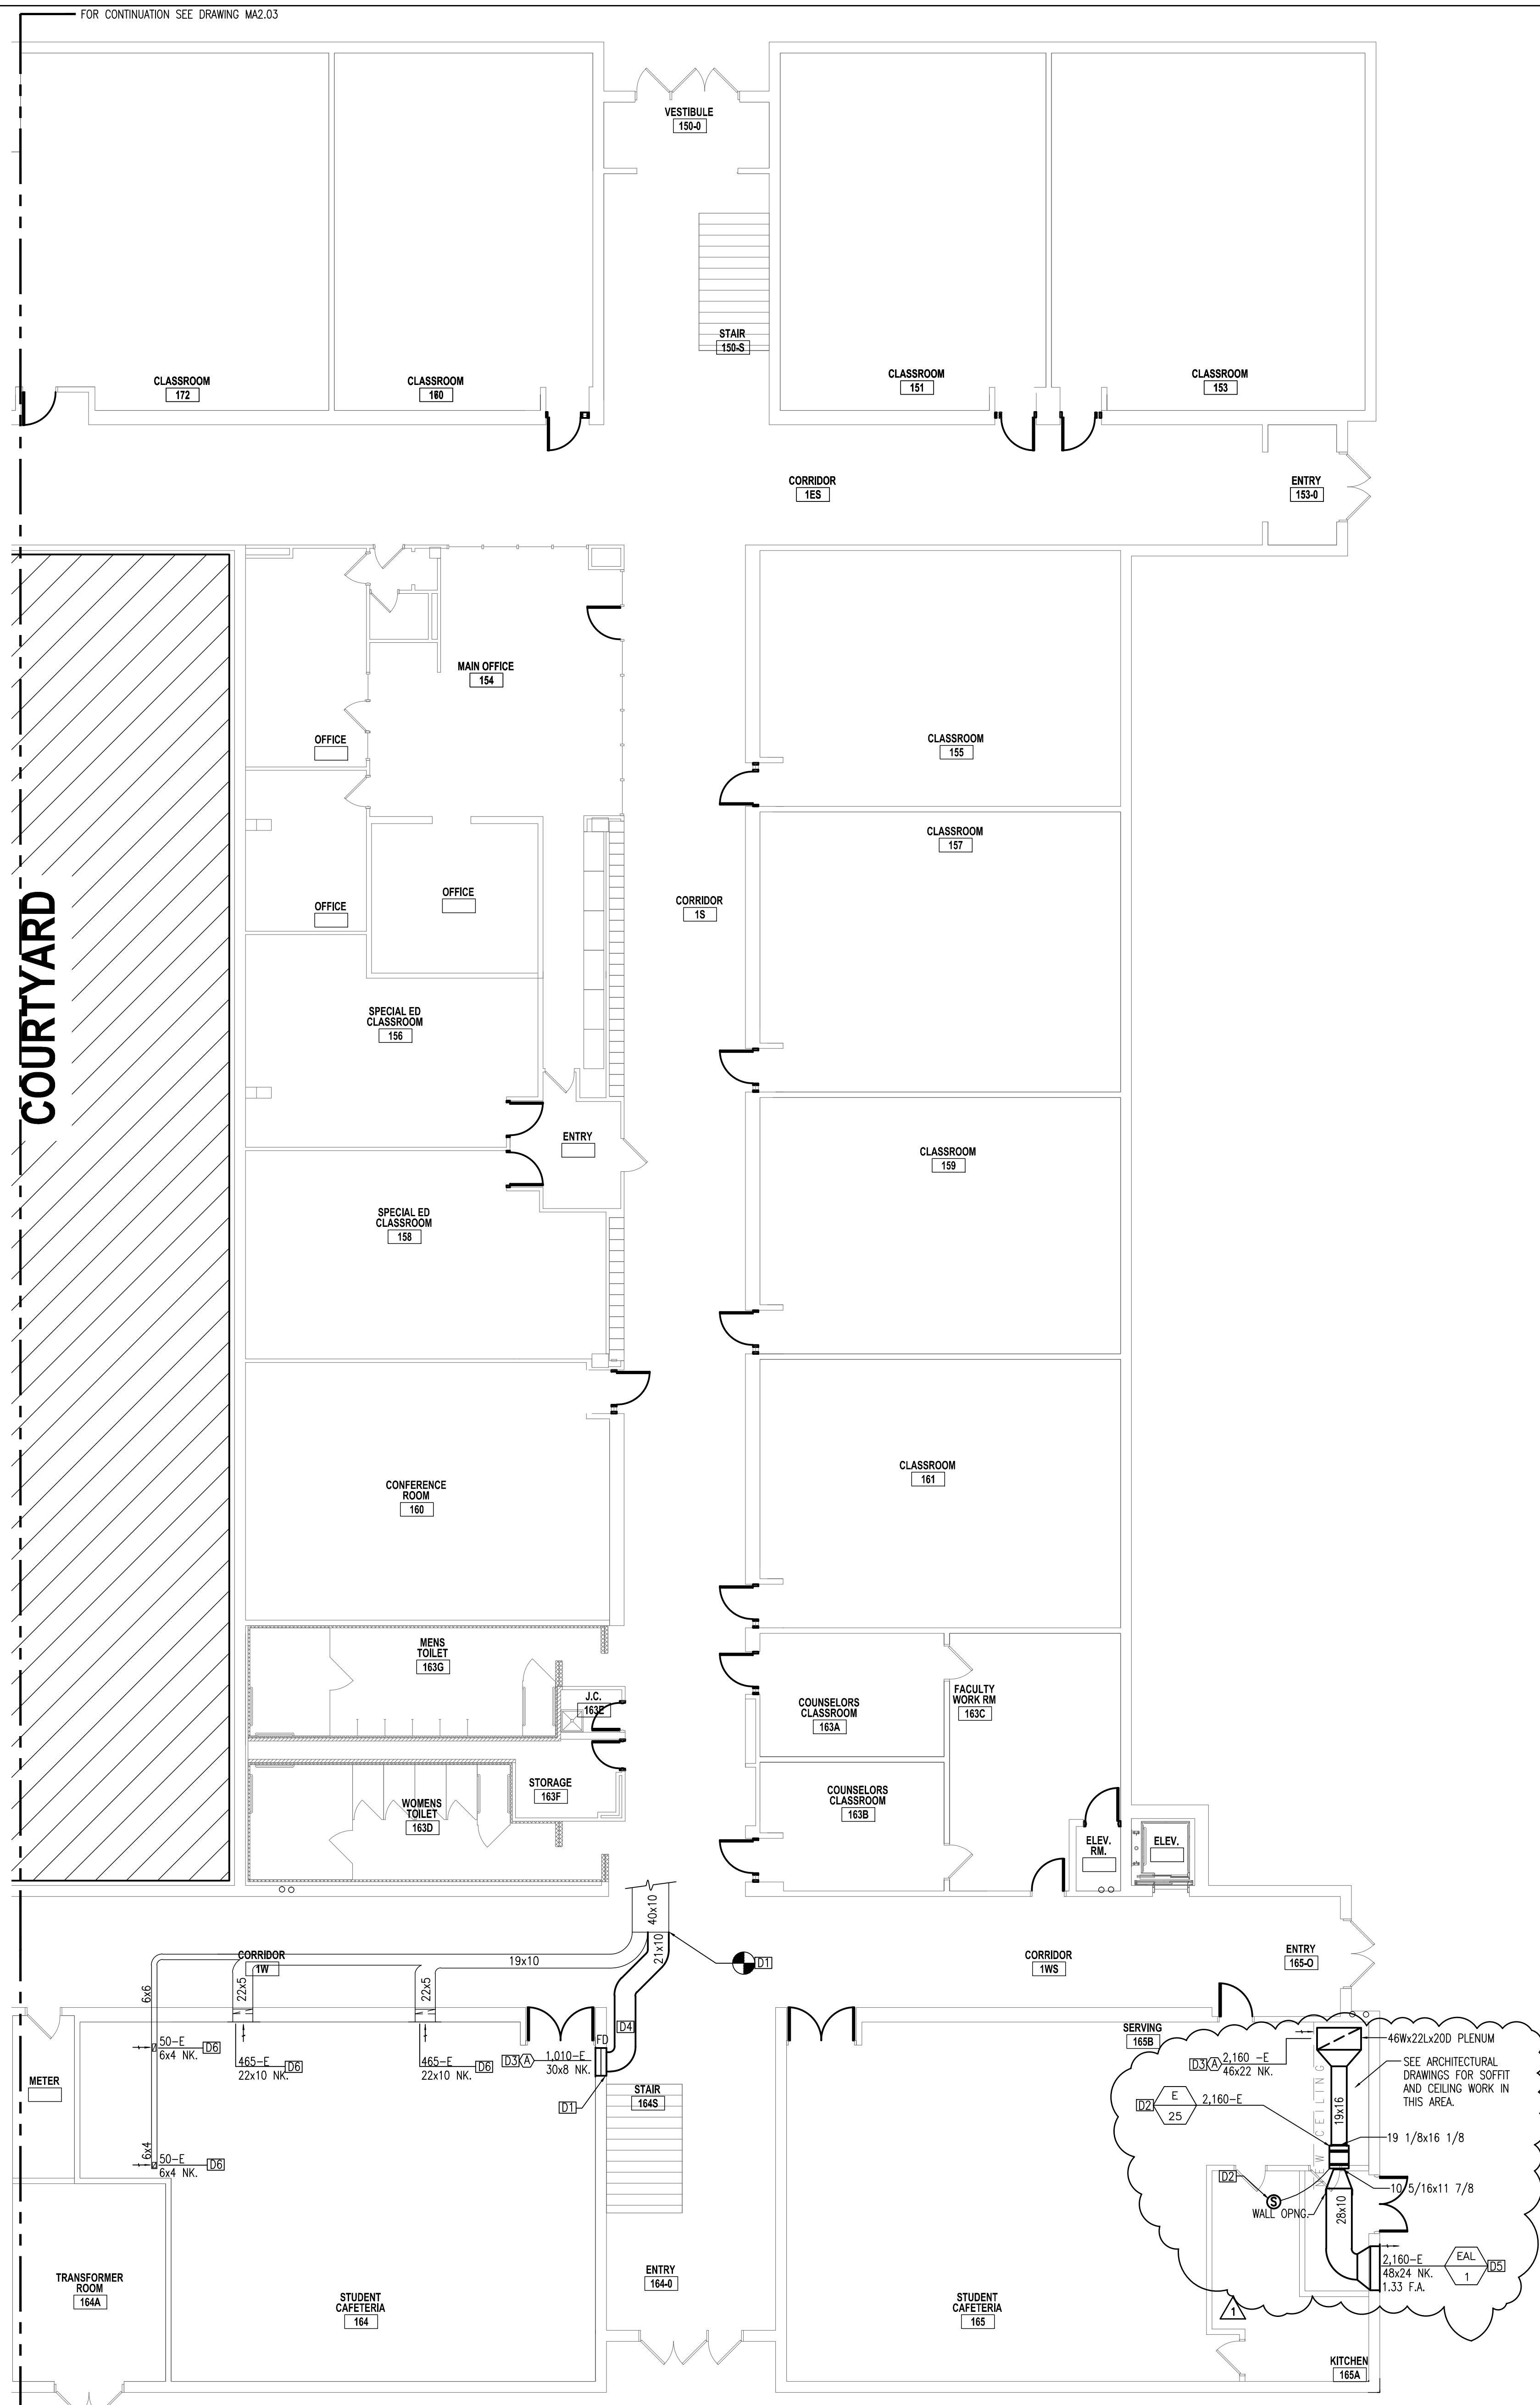 FOR CONTINUATION SEE DRAWING MA2.03
VESTIBULE
150-0
STAIR
150-S
CLASSROOM
172
CLASSROOM
CLASSROOM
151
CLASSROOM
153
CORRIDOR
1ES
ENTRY
153-0
MAIN OFFICE
154
OFFICE
CLASSROOM
155
CLASSROOM
157
OFFICE
OFFICE
CORRIDOR
1S
COURTYARD
SPECIAL ED
CLASSROOM
156
ENTRY
CLASSROOM
159
SPECIAL ED
CLASSROOM
158
CLASSROOM
161
CONFERENCE
ROOM
160
MENS
TOILET
163G
J.C.
163E
COUNSELORS
CLASSROOM
163A
FACULTY
WORK RM
163C
STORAGE
163F
WOMENS
TOILET
163D
COUNSELORS
CLASSROOM
163B
ELEV.
RM.
ELEV.
40x10
21x10
D1
CORRIDOR
1W
19x10
CORRIDOR
1WS
ENTRY
165-O
6x6
22x5
22x5
D4
FD
50-E
6x4 NK.
D6
465-E
22x10 NK.
D6
465-E
22x10 NK.
D6
D3
A
1,010-E
30x8 NK.
D1
METER
STAIR
164S
SERVING
165B
46Wx22Lx20D PLENUM
D3
A
2,160 -E
46x22 NK.
SEE ARCHITECTURAL
DRAWINGS FOR SOFFIT
AND CEILING WORK IN
THIS AREA.
NEW CEILING
19x16
D2
E
25
2,160-E
19 1/8x16 1/8
6x4
50-E
6x4 NK.
D6
D2
S
WALL OPNG.
10 5/16x11 7/8
28x10
2,160-E
48x24 NK.
1.33 F.A.
EAL
1
D5
TRANSFORMER
ROOM
164A
STUDENT
CAFETERIA
164
ENTRY
164-0
STUDENT
CAFETERIA
165
1
KITCHEN
165A